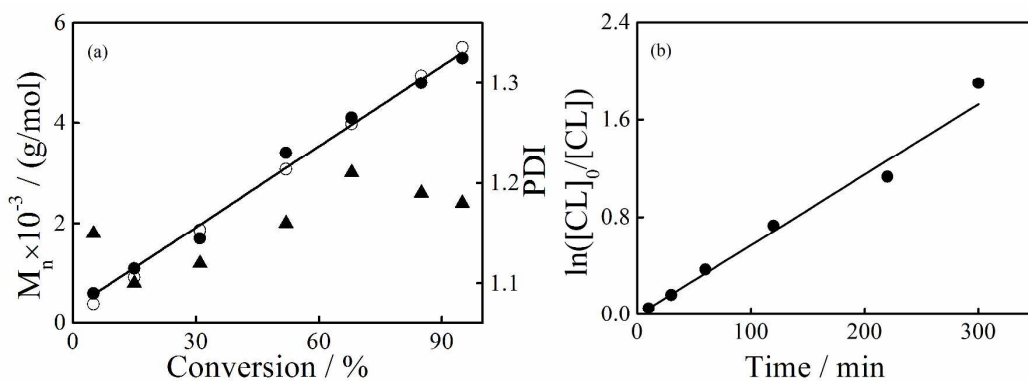 (a)
6
4
2
0
M_n×10^-3 / (g/mol)
0 30 60 90
Conversion / %
1.3
1.2
1.1
PDI
(b)
2.4
1.6
0.8
0.0
ln([CL]_0/[CL])
0 100 200 300
Time / min